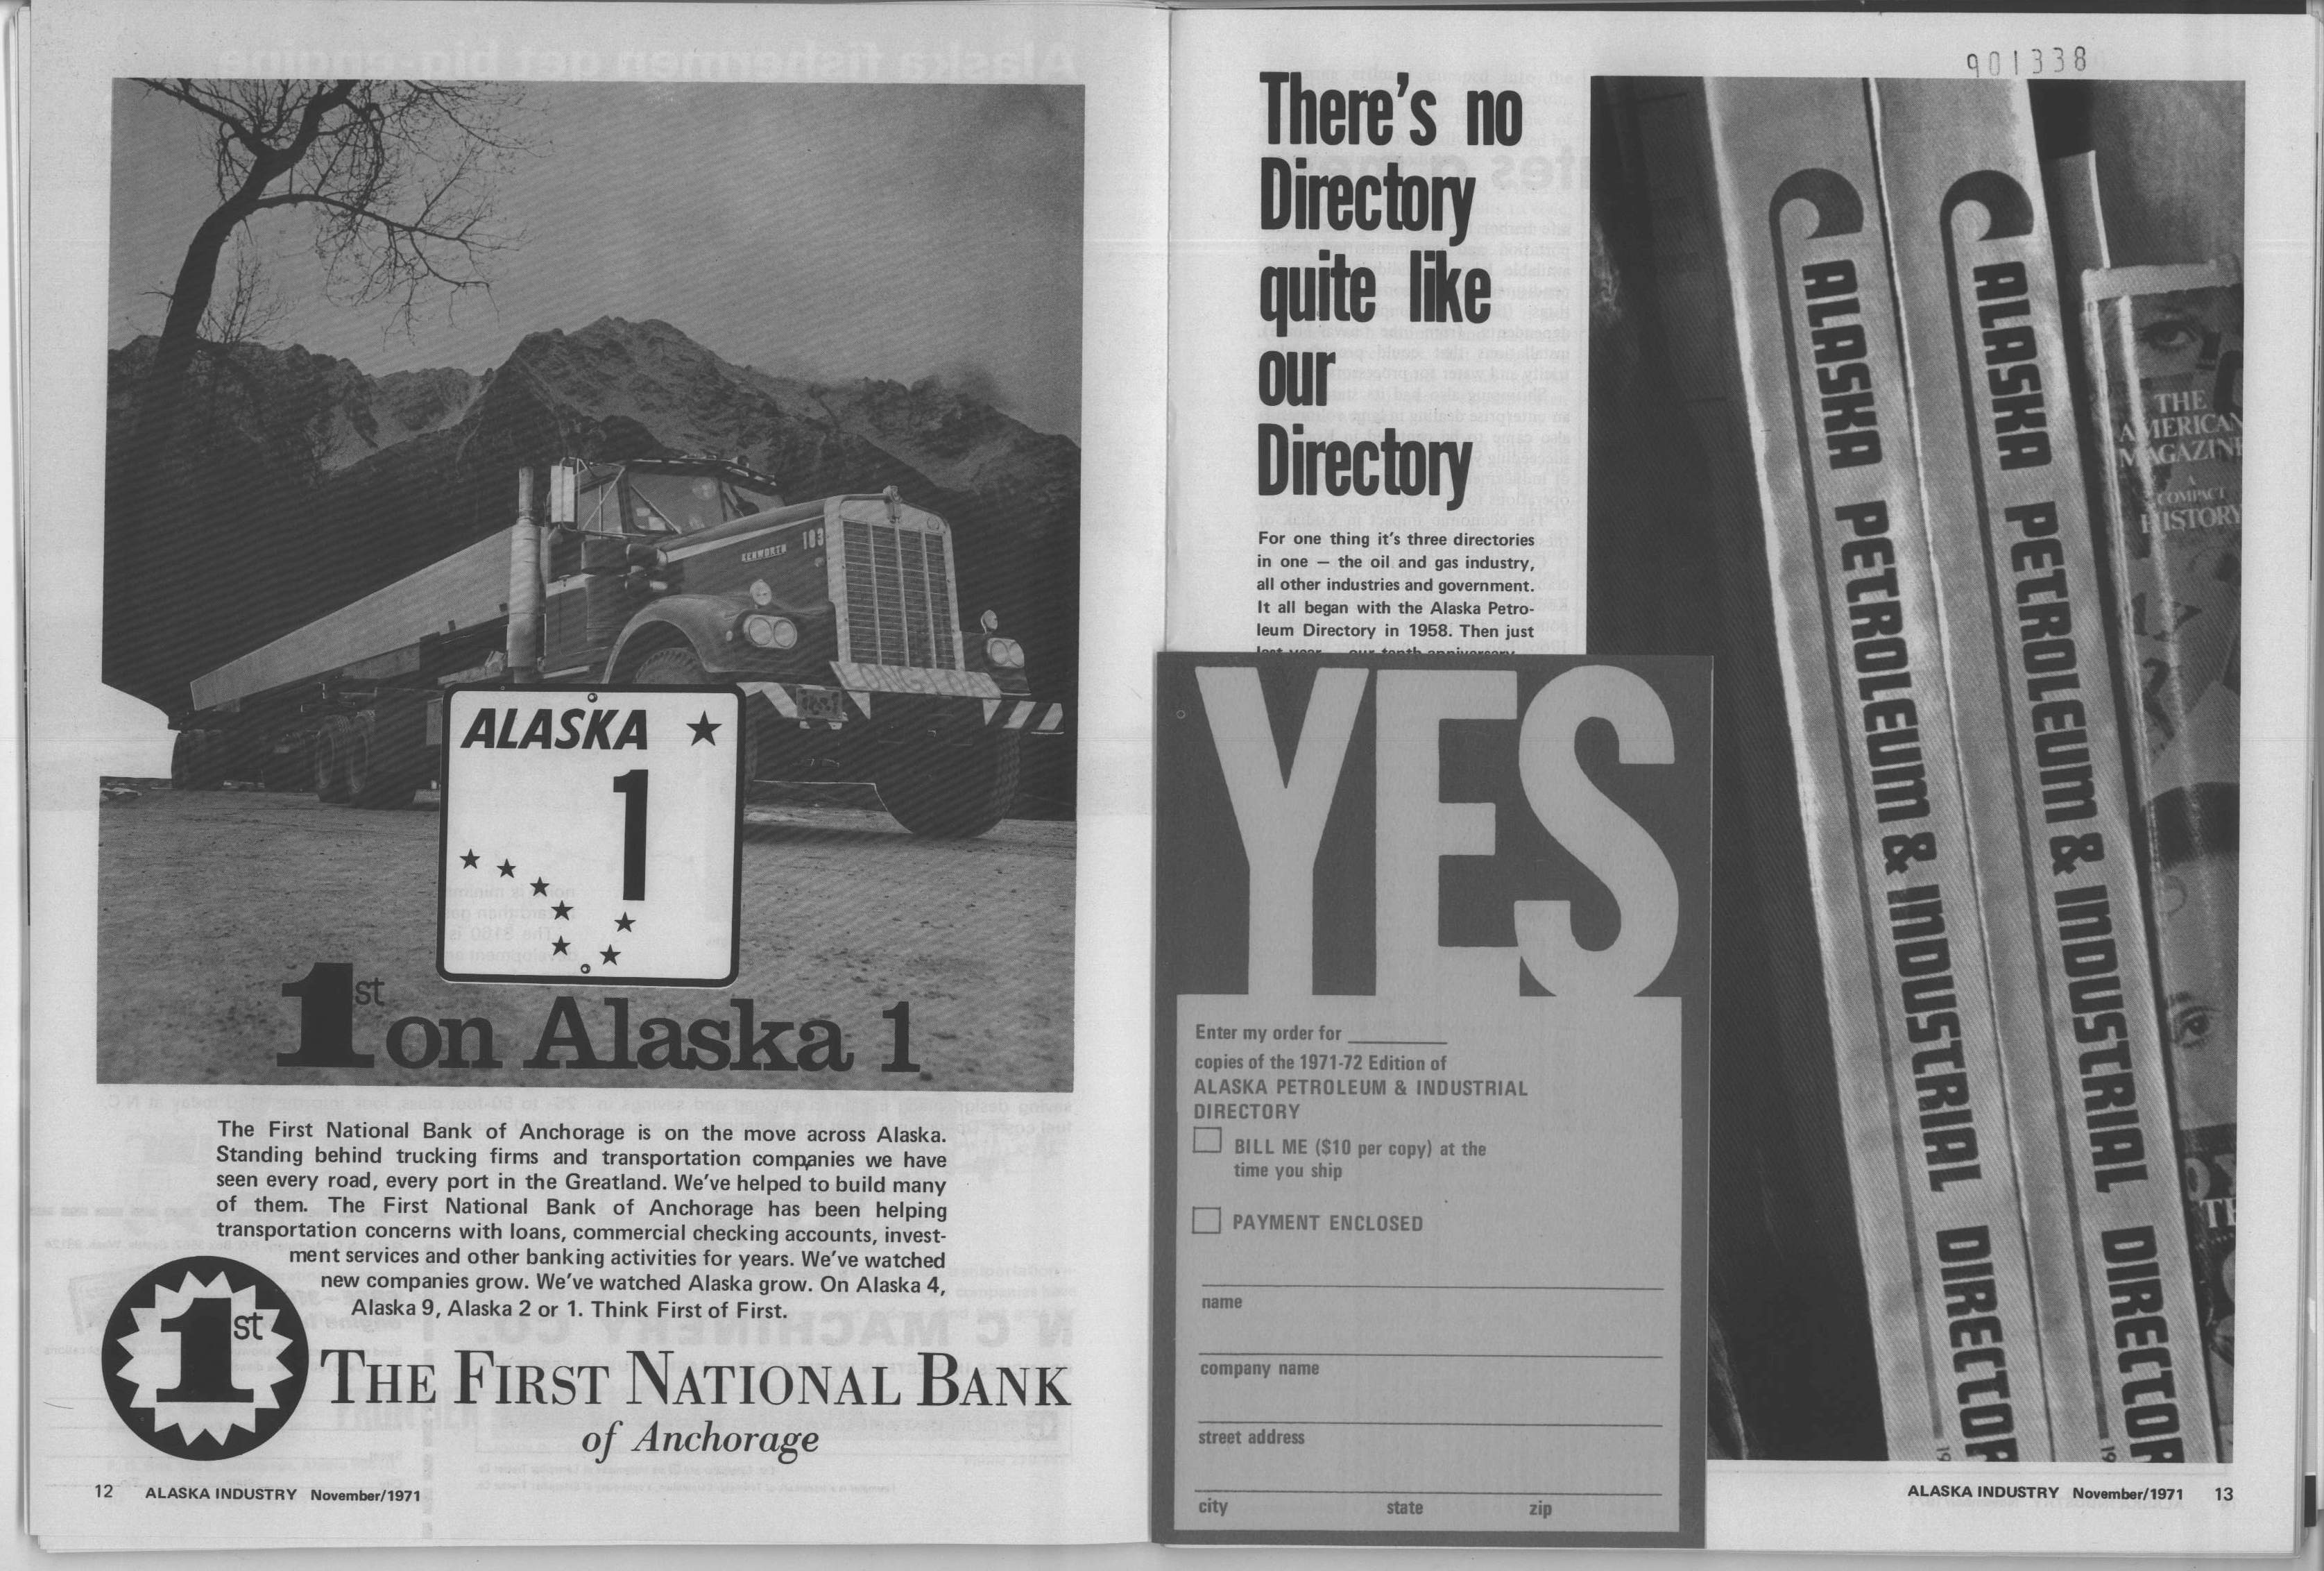 KENWORTH
103
ALASKA
1
1st on Alaska 1
The First National Bank of Anchorage is on the move across Alaska.
Standing behind trucking firms and transportation companies we have
seen every road, every port in the Greatland. We've helped to build many
of them. The First National Bank of Anchorage has been helping
transportation concerns with loans, commercial checking accounts, invest-
ment services and other banking activities for years. We've watched
new companies grow. We've watched Alaska grow. On Alaska 4,
Alaska 9, Alaska 2 or 1. Think First of First.
1st
THE FIRST NATIONAL BANK
of Anchorage
12 ALASKA INDUSTRY November/1971
901338
There's no
Directory
quite like
our
Directory
For one thing it's three directories
in one — the oil and gas industry,
all other industries and government.
It all began with the Alaska Petro-
leum Directory in 1958. Then just
last year our tenth anniversary
YES
Enter my order for
copies of the 1971-72 Edition of
ALASKA PETROLEUM & INDUSTRIAL
DIRECTORY
BILL ME ($10 per copy) at the
time you ship
PAYMENT ENCLOSED
name
company name
street address
city state zip
ALASKA PETROLEUM & INDUSTRIAL DIRECTOR
19
ALASKA PETROLEUM & INDUSTRIAL DIRECTOR
19
THE
AMERICAN
MAGAZINE
A
COMPACT
HISTORY
ALASKA INDUSTRY November/1971 13